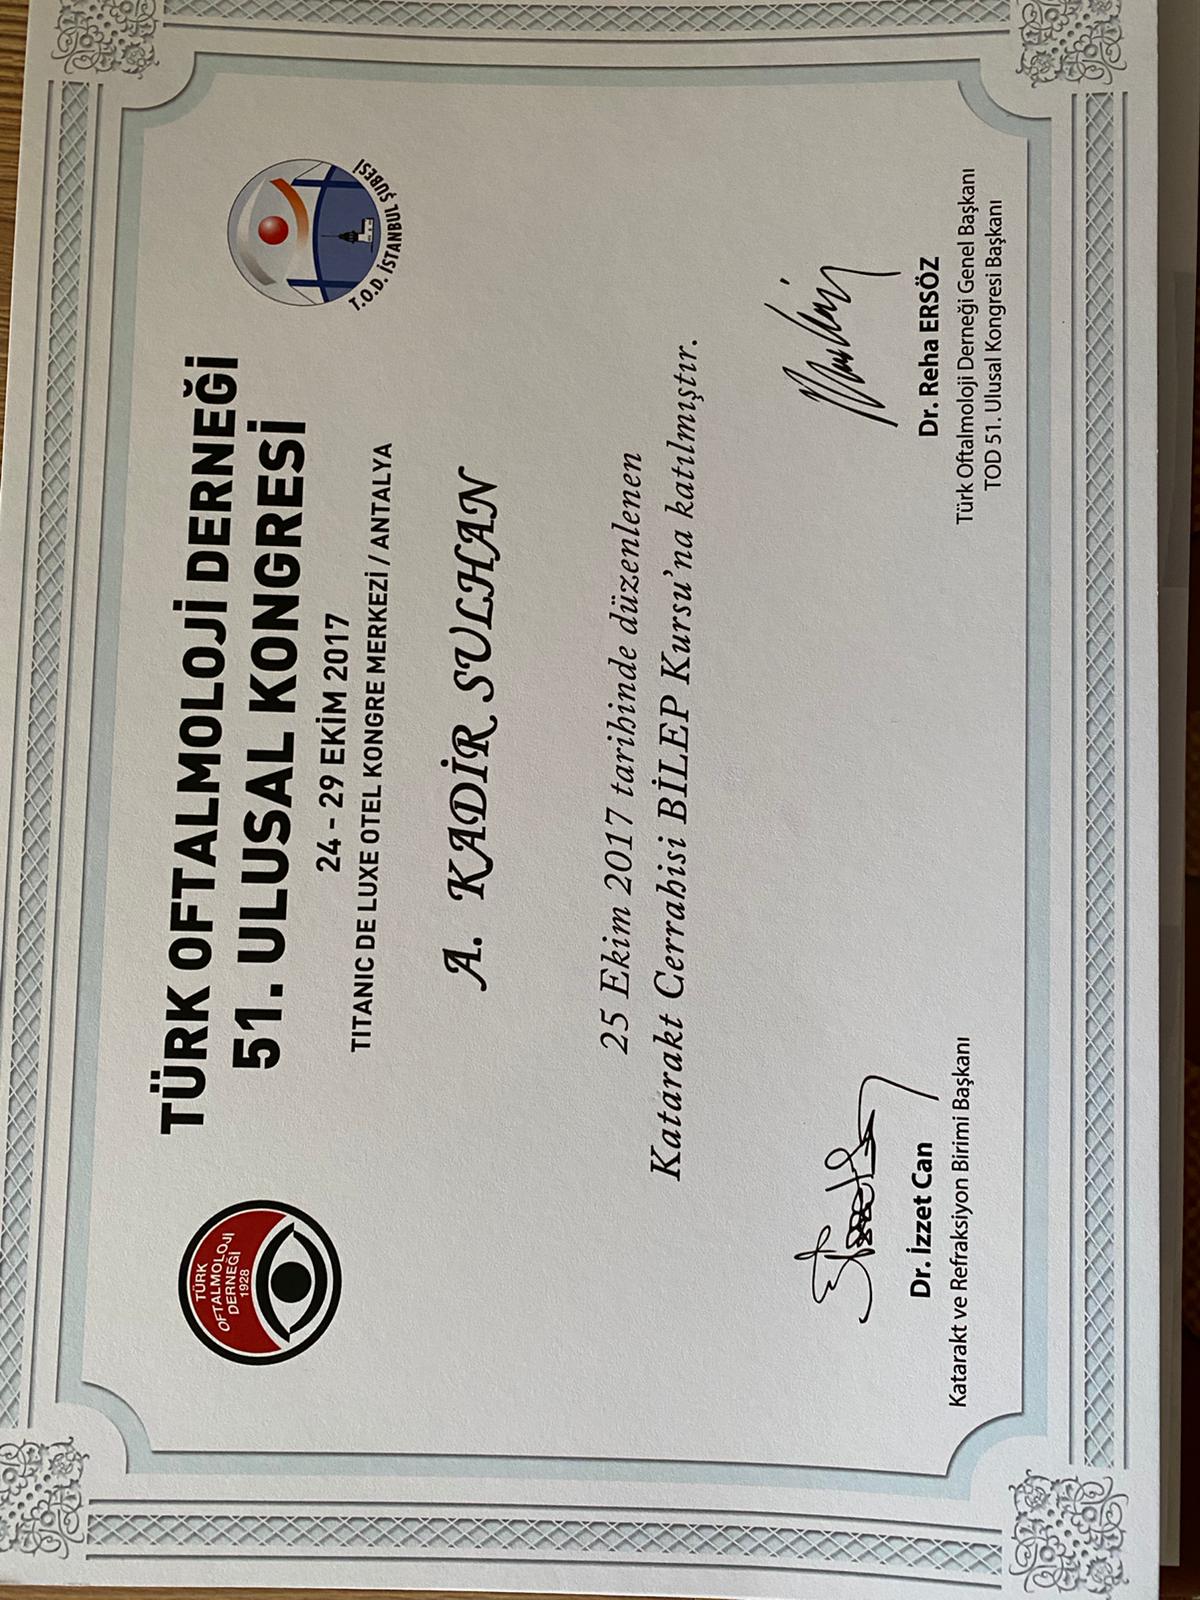 TÜRK
OFTALMOLOJİ
DERNEĞİ
1928
TÜRK OFTALMOLOJİ DERNEĞİ
51. ULUSAL KONGRESİ
24 - 29 EKİM 2017
TITANIC DE LUXE OTEL KONGRE MERKEZİ / ANTALYA
T.O.D. İSTANBUL ŞUBESİ
A. KADİR SULHAN
25 Ekim 2017 tarihinde düzenlenen
Katarakt Cerrahisi BİLEP Kursu'na katılmıştır.
Dr. İzzet Can
Katarakt ve Refraksiyon Birimi Başkanı
Dr. Reha ERSÖZ
Türk Oftalmoloji Derneği Genel Başkanı
TOD 51. Ulusal Kongresi Başkanı